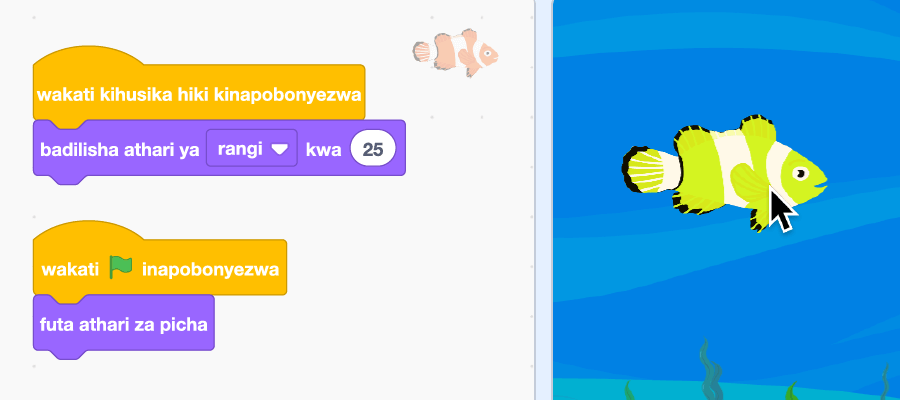 wakati kihusika hiki kinapobonyezwa
badilisha athari ya rangi kwa 25
wakati inapobonyezwa
futa athari za picha